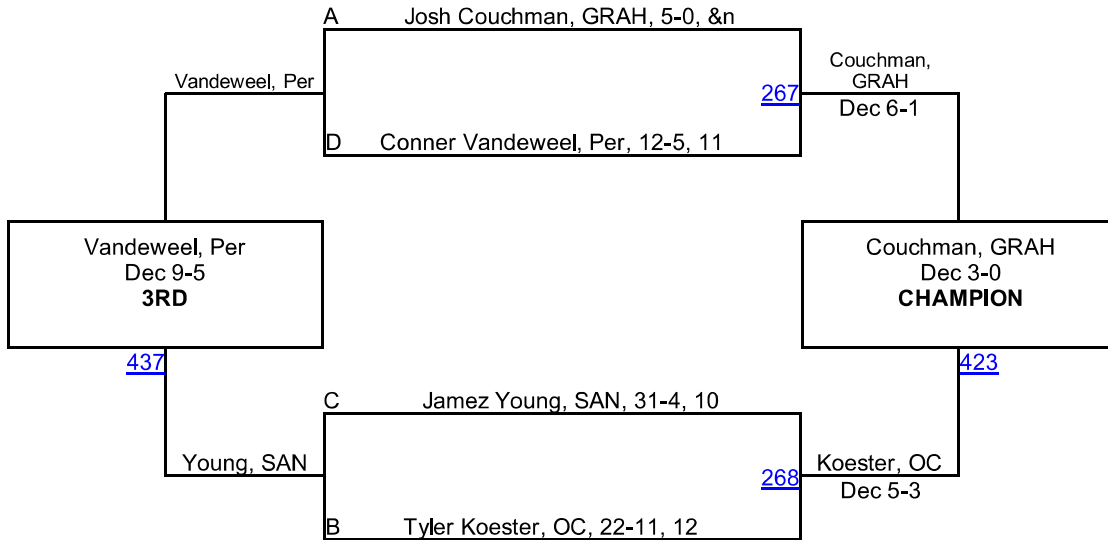 A Josh Couchman, GRAH, 5-0, &n
Vandeweel, Per
267
Couchman,
GRAH
Dec 6-1
D Conner Vandeweel, Per, 12-5, 11
Vandeweel, Per
Dec 9-5
3RD
437
Couchman, GRAH
Dec 3-0
CHAMPION
423
C Jamez Young, SAN, 31-4, 10
Young, SAN
268
Koester, OC
Dec 5-3
B Tyler Koester, OC, 22-11, 12